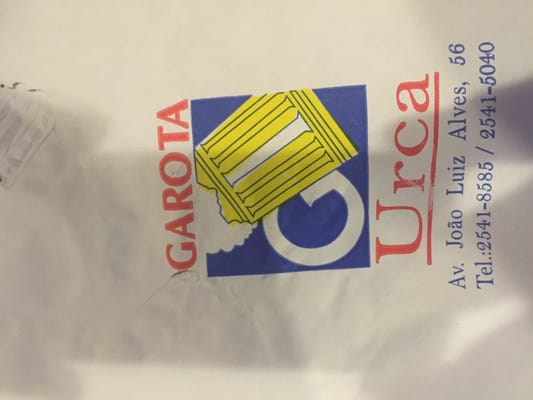 GAROTA
G
Urca
Av. João Luiz Alves, 56
Tel.:2541-8585 / 2541-5040